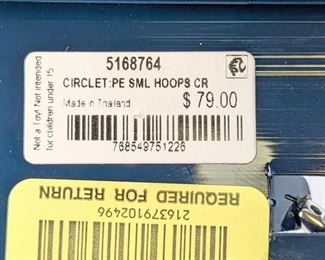 5168764
CIRCLET:PE SML HOOPS CR
Made in Thailand
$ 79.00
768549751226
Not a Toy! Not intended
for children under 15
REQUIRED FOR RETURN
216379102496